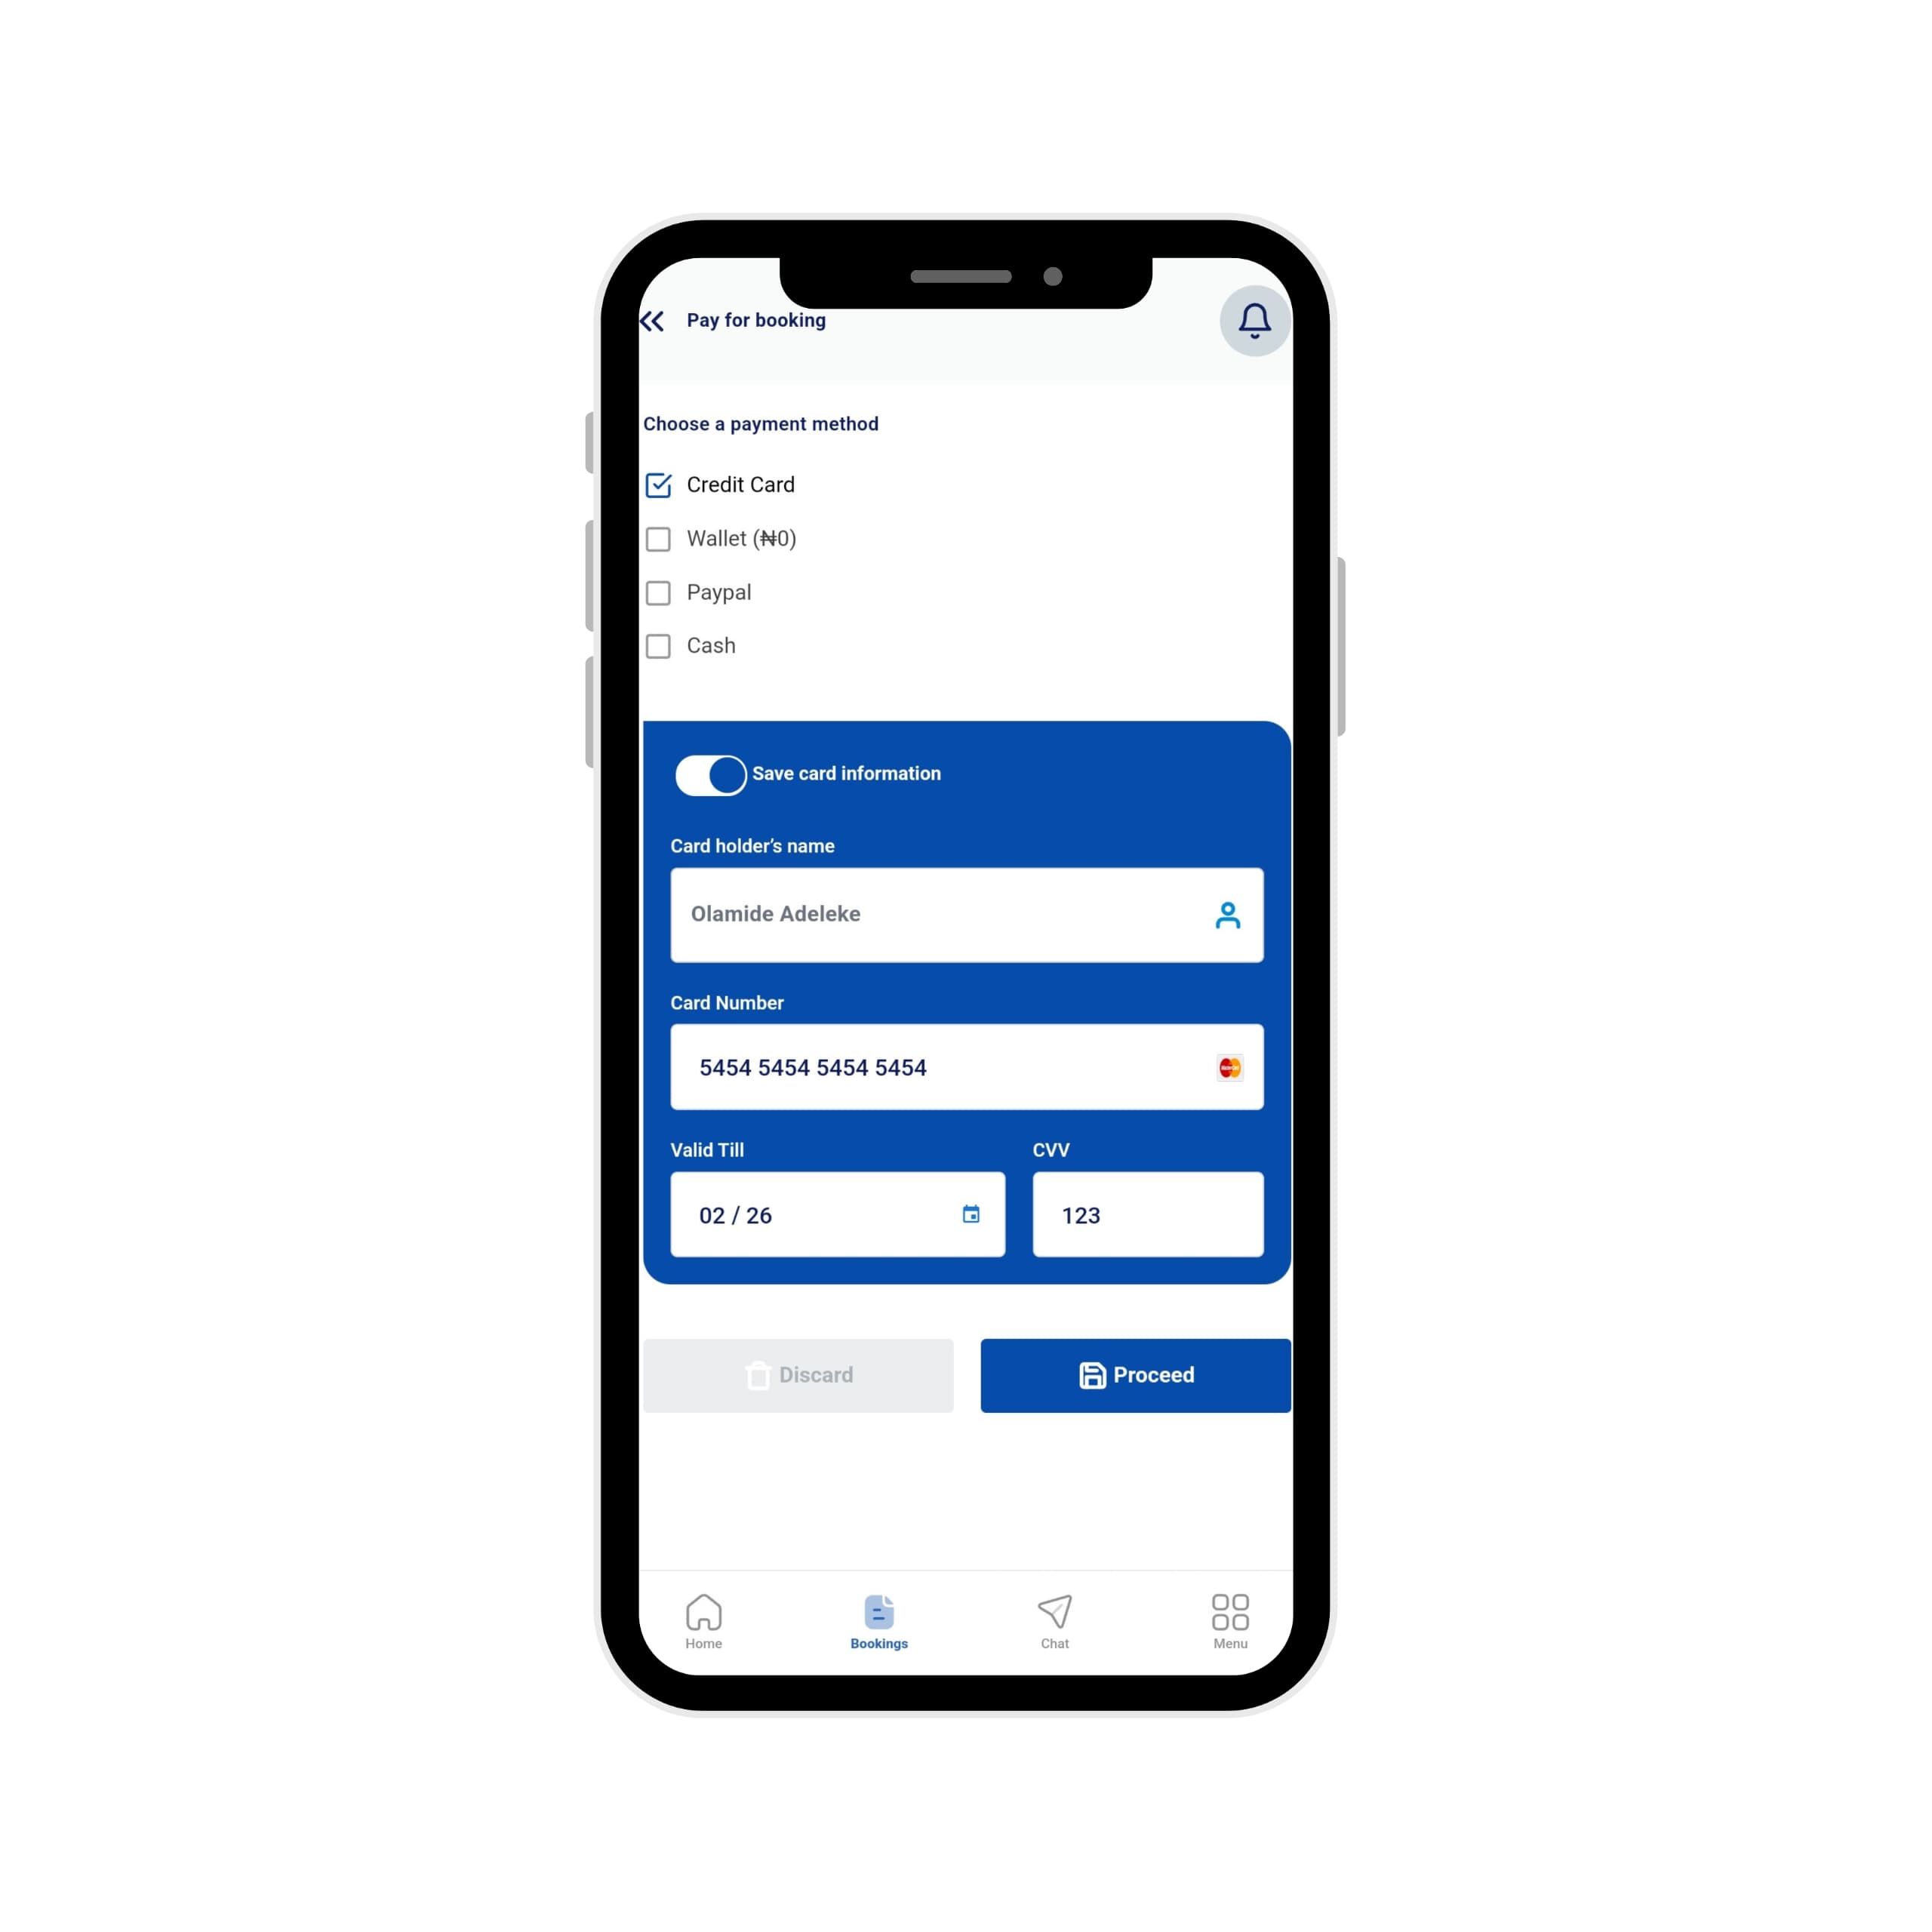 Pay for booking
Choose a payment method
Credit Card
Wallet (₦0)
Paypal
Cash
Save card information
Card holder’s name
Olamide Adeleke
Card Number
5454 5454 5454 5454
Valid Till
CVV
02 / 26
123
Discard
Proceed
Home
Bookings
Chat
Menu